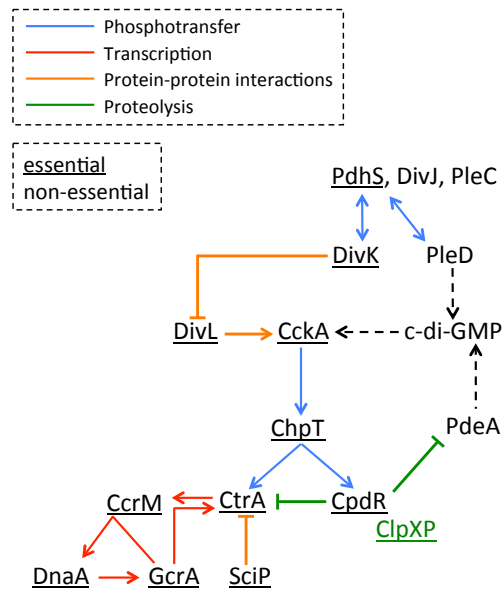 Phosphotransfer
Transcription
Protein-protein interactions
Proteolysis
essential
non-essential
PdhS, DivJ, PleC
DivK
PleD
DivL
CckA
c-di-GMP
ChpT
PdeA
CcrM
CtrA
CpdR
ClpXP
DnaA
GcrA
SciP